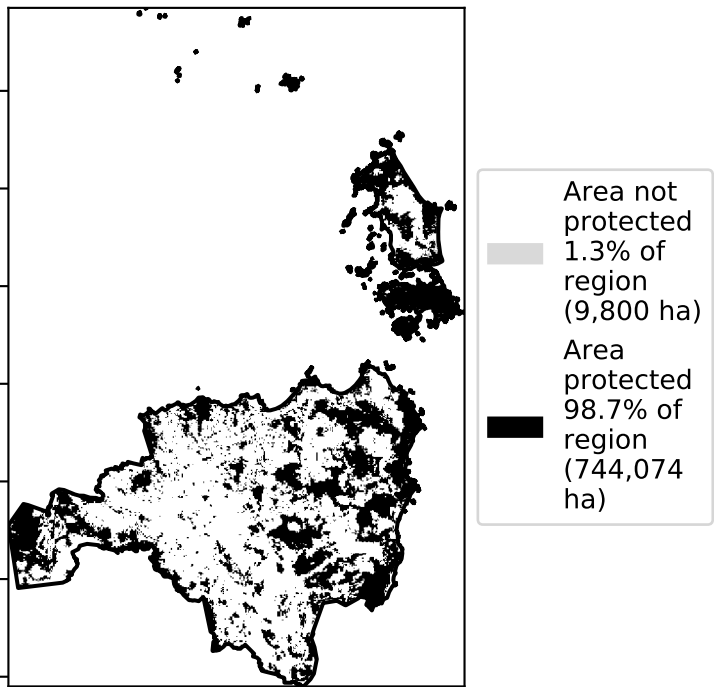 Area not
protected
1.3% of
region
(9,800 ha)
Area
protected
98.7% of
region
(744,074
ha)